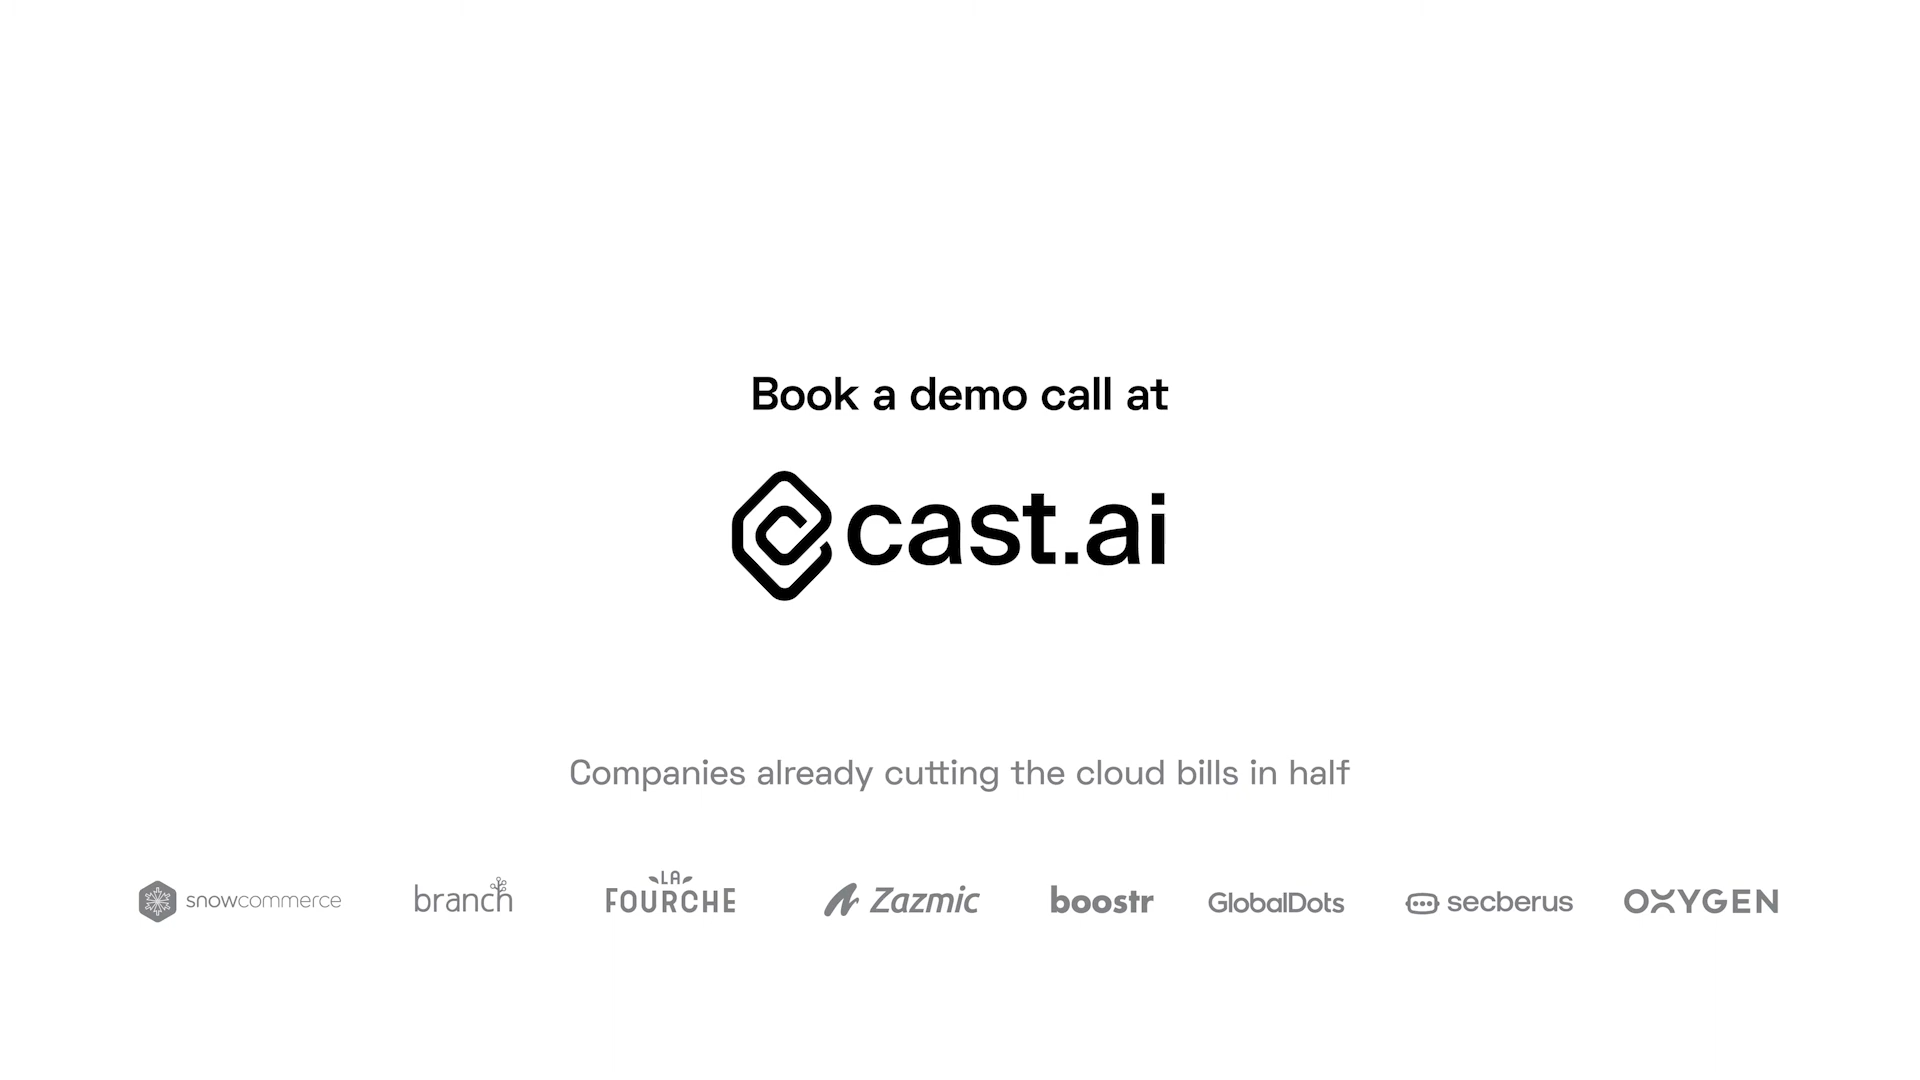 Book a demo call at
cast.ai
Companies already cutting the cloud bills in half
snowcommerce
branch
LA
FOURCHE
Zazmic
boostr
GlobalDots
secberus
OXYGEN